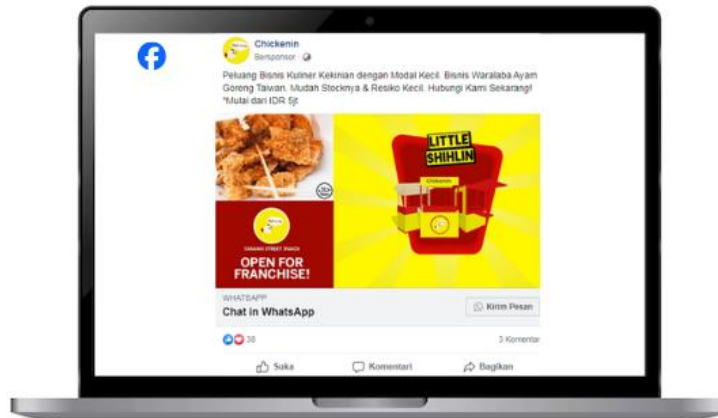 Chickenin
Bersponsor ·
Peluang Bisnis Kuliner Kekinian dengan Modal Kecil. Bisnis Waralaba Ayam
Goreng Taiwan. Mudah Stocknya & Resiko Kecil. Hubungi Kami Sekarang!
*Mulai dari IDR 5jt
LITTLE
SHIHLIN
Chickenin
TAIWAN STREET SNACK
OPEN FOR
FRANCHISE!
WHATSAPP
Chat in WhatsApp
Kirim Pesan
38
3 Komentar
Suka
Komentari
Bagikan